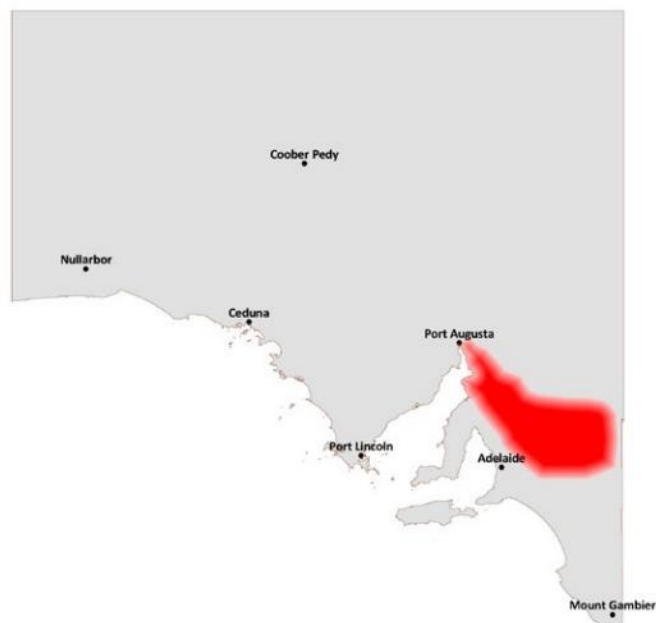 Coober Pedy
Nullarbor
Ceduna
Port Augusta
Port Lincoln
Adelaide
Mount Gambier